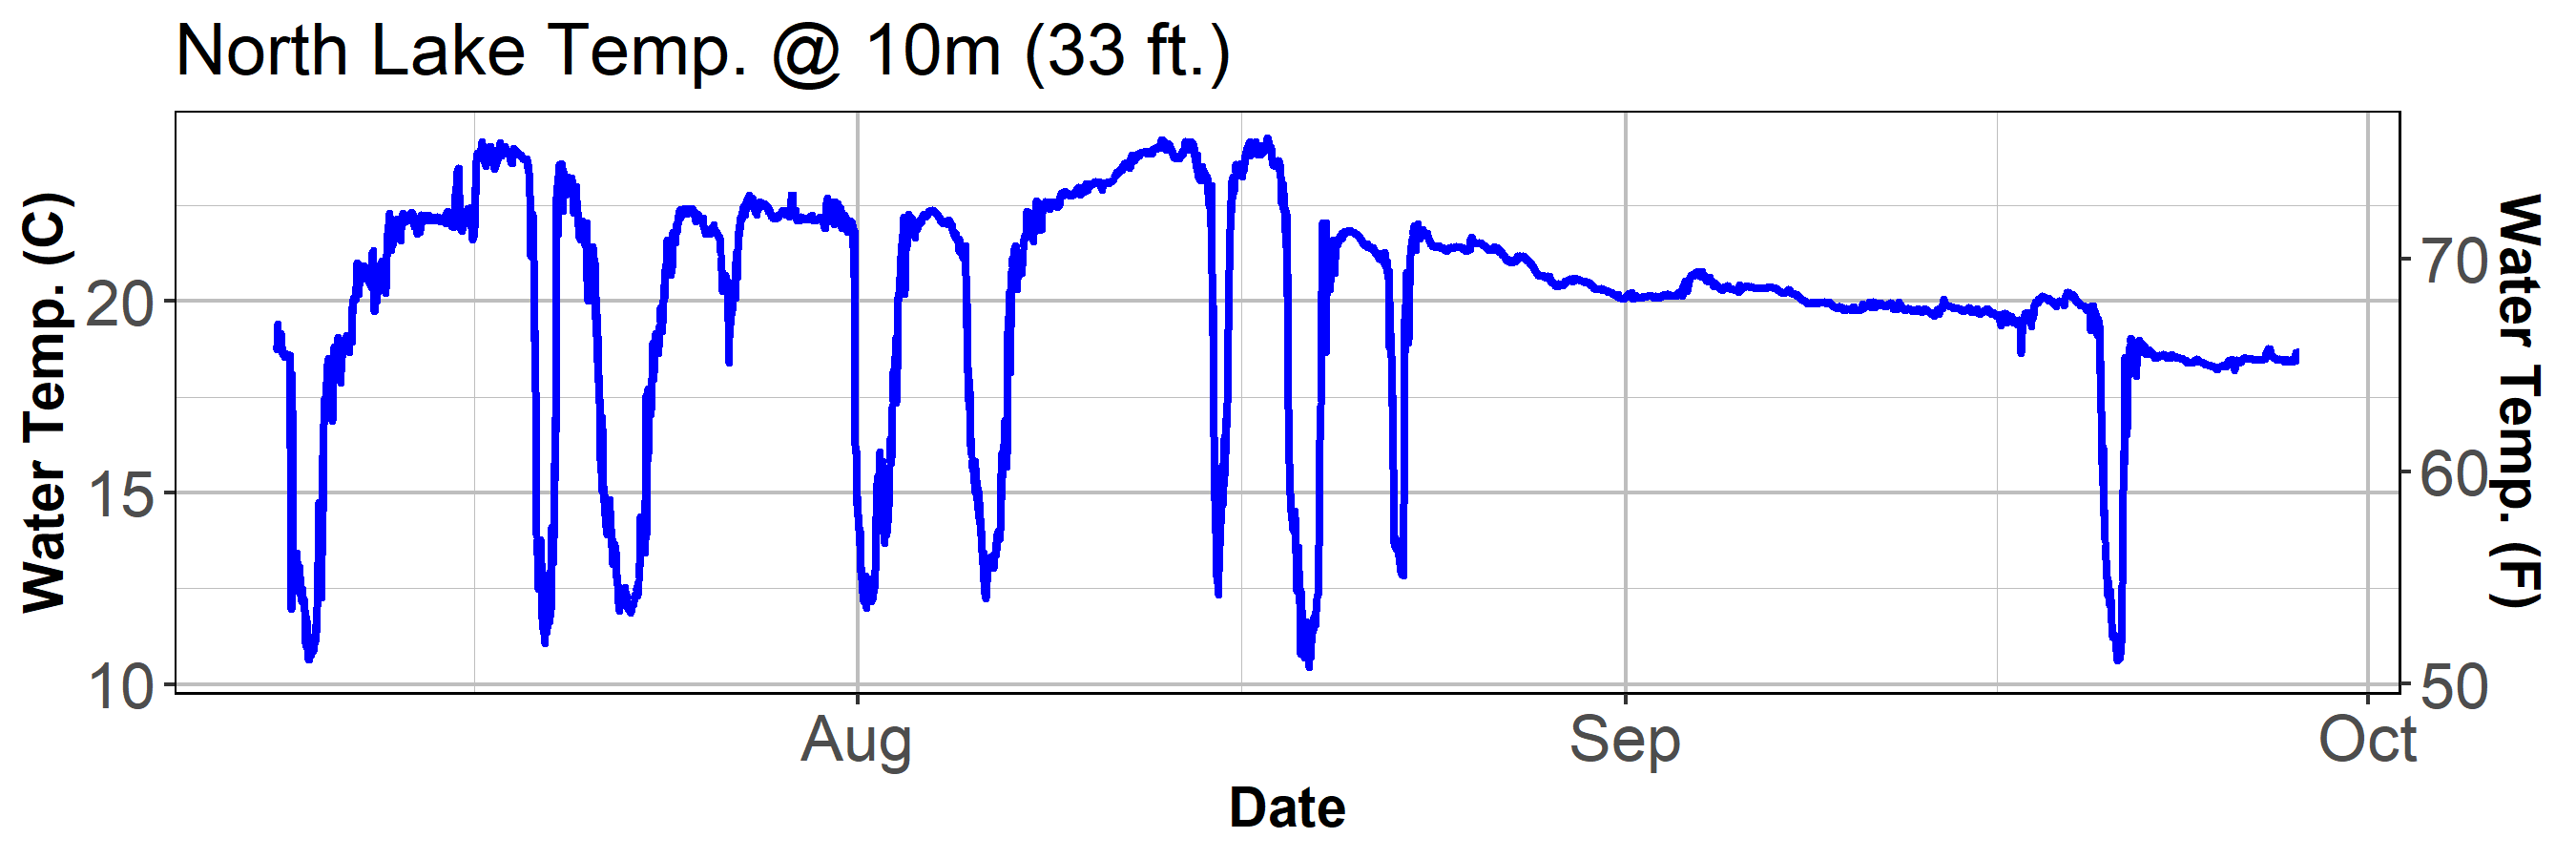 North Lake Temp. @ 10m (33 ft.)
Water Temp. (C)
20
15
10
70
60
50
Water Temp. (F)
Aug
Sep
Oct
Date